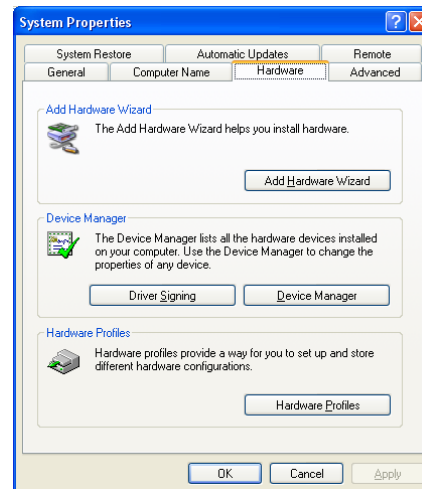 System Properties
System Restore Automatic Updates Remote
General Computer Name Hardware Advanced
Add Hardware Wizard
The Add Hardware Wizard helps you install hardware.
Add Hardware Wizard
Device Manager
The Device Manager lists all the hardware devices installed
on your computer. Use the Device Manager to change the
properties of any device.
Driver Signing Device Manager
Hardware Profiles
Hardware profiles provide a way for you to set up and store
different hardware configurations.
Hardware Profiles
OK Cancel Apply